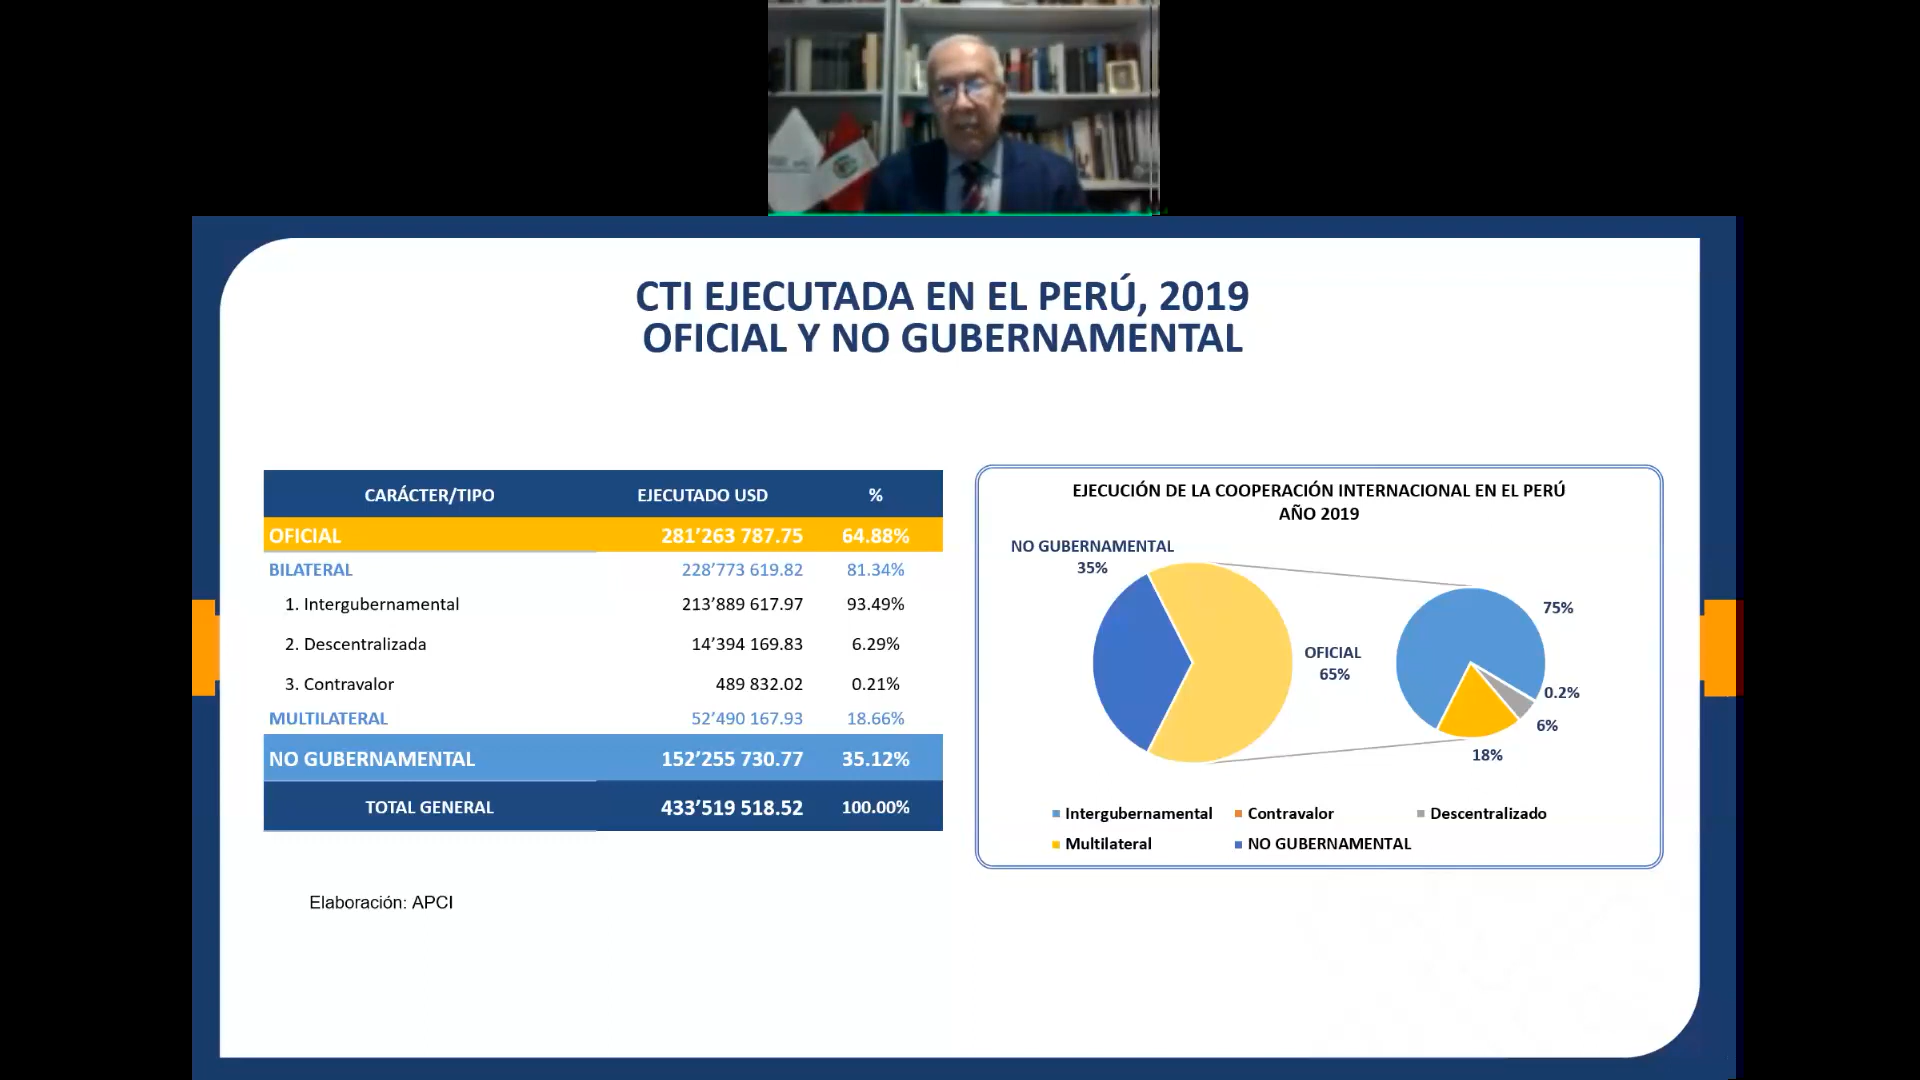 CTI EJECUTADA EN EL PERÚ, 2019
OFICIAL Y NO GUBERNAMENTAL
CARÁCTER/TIPO EJECUTADO USD %
OFICIAL 281’263 787.75 64.88%
BILATERAL 228’773 619.82 81.34%
1. Intergubernamental 213’889 617.97 93.49%
2. Descentralizada 14’394 169.83 6.29%
3. Contravalor 489 832.02 0.21%
MULTILATERAL 52’490 167.93 18.66%
NO GUBERNAMENTAL 152’255 730.77 35.12%
TOTAL GENERAL 433’519 518.52 100.00%
Elaboración: APCI
EJECUCIÓN DE LA COOPERACIÓN INTERNACIONAL EN EL PERÚ
AÑO 2019
NO GUBERNAMENTAL
35%
OFICIAL
65%
75%
0.2%
6%
18%
Intergubernamental Contravalor Descentralizado
Multilateral NO GUBERNAMENTAL